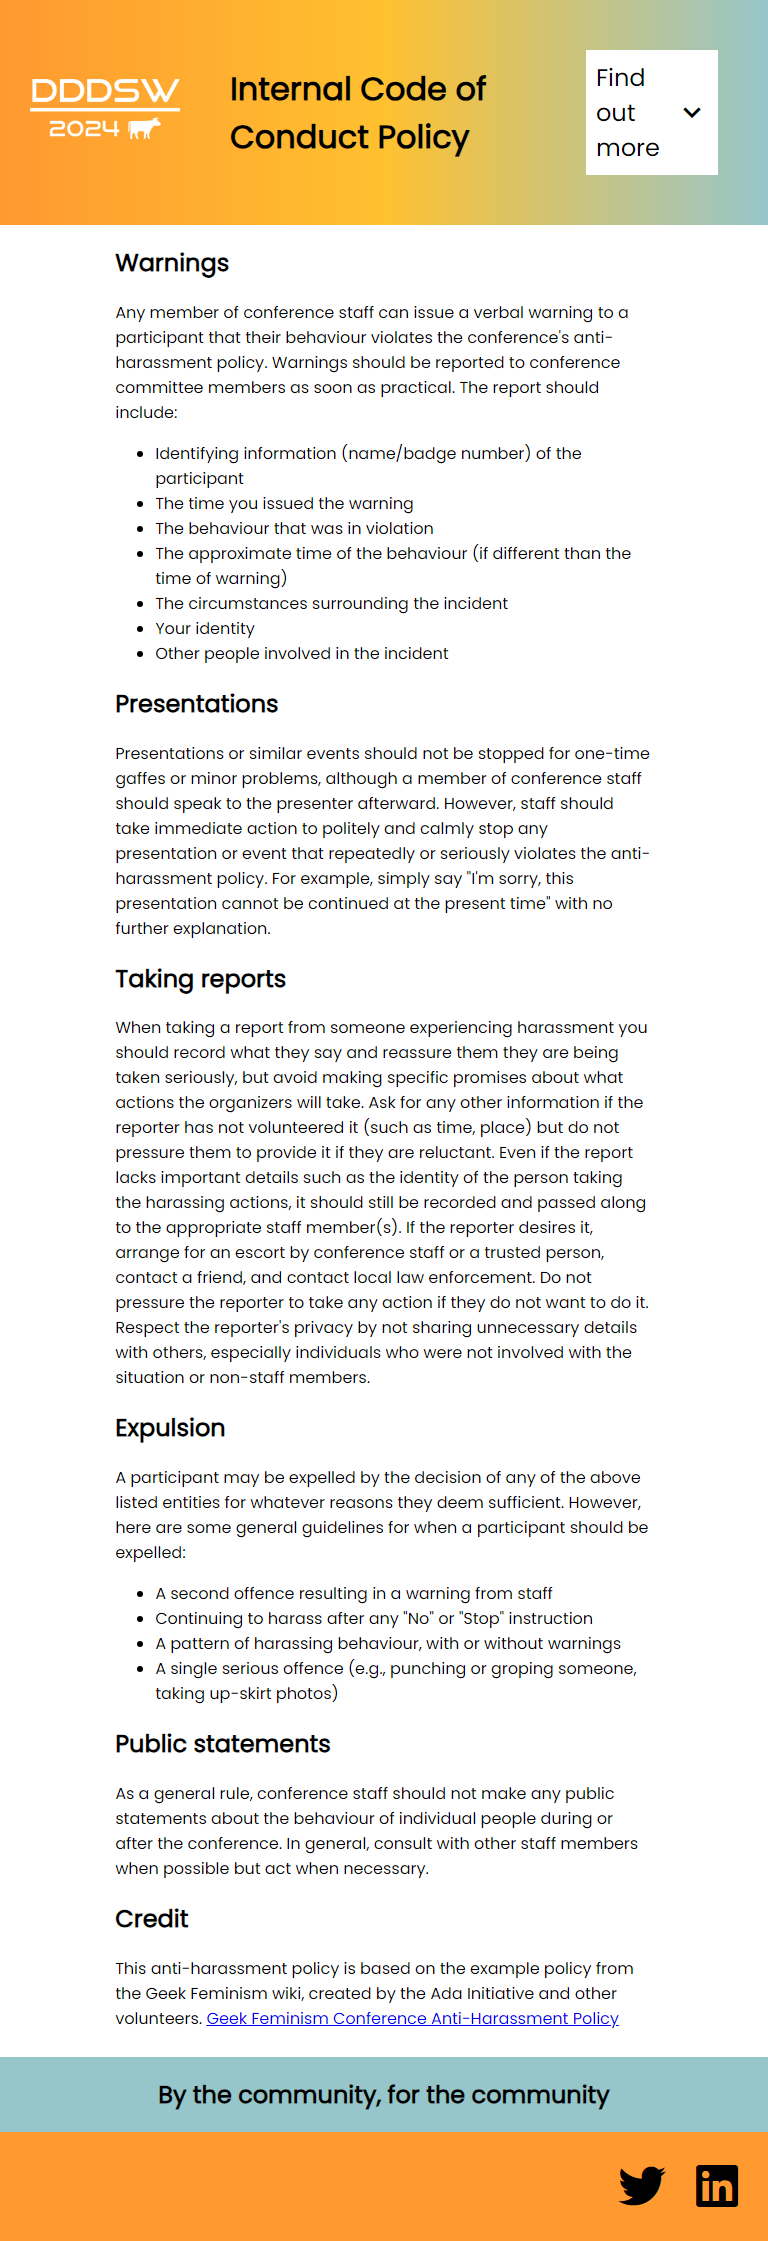 DDDSW
2024
Internal Code of
Conduct Policy
Find
out
more
Warnings
Any member of conference staff can issue a verbal warning to a
participant that their behaviour violates the conference's anti-
harassment policy. Warnings should be reported to conference
committee members as soon as practical. The report should
include:
• Identifying information (name/badge number) of the
participant
• The time you issued the warning
• The behaviour that was in violation
• The approximate time of the behaviour (if different than the
time of warning)
• The circumstances surrounding the incident
• Your identity
• Other people involved in the incident
Presentations
Presentations or similar events should not be stopped for one-time
gaffes or minor problems, although a member of conference staff
should speak to the presenter afterward. However, staff should
take immediate action to politely and calmly stop any
presentation or event that repeatedly or seriously violates the anti-
harassment policy. For example, simply say "I'm sorry, this
presentation cannot be continued at the present time" with no
further explanation.
Taking reports
When taking a report from someone experiencing harassment you
should record what they say and reassure them they are being
taken seriously, but avoid making specific promises about what
actions the organizers will take. Ask for any other information if the
reporter has not volunteered it (such as time, place) but do not
pressure them to provide it if they are reluctant. Even if the report
lacks important details such as the identity of the person taking
the harassing actions, it should still be recorded and passed along
to the appropriate staff member(s). If the reporter desires it,
arrange for an escort by conference staff or a trusted person,
contact a friend, and contact local law enforcement. Do not
pressure the reporter to take any action if they do not want to do it.
Respect the reporter's privacy by not sharing unnecessary details
with others, especially individuals who were not involved with the
situation or non-staff members.
Expulsion
A participant may be expelled by the decision of any of the above
listed entities for whatever reasons they deem sufficient. However,
here are some general guidelines for when a participant should be
expelled:
• A second offence resulting in a warning from staff
• Continuing to harass after any "No" or "Stop" instruction
• A pattern of harassing behaviour, with or without warnings
• A single serious offence (e.g., punching or groping someone,
taking up-skirt photos)
Public statements
As a general rule, conference staff should not make any public
statements about the behaviour of individual people during or
after the conference. In general, consult with other staff members
when possible but act when necessary.
Credit
This anti-harassment policy is based on the example policy from
the Geek Feminism wiki, created by the Ada Initiative and other
volunteers. Geek Feminism Conference Anti-Harassment Policy
By the community, for the community
in